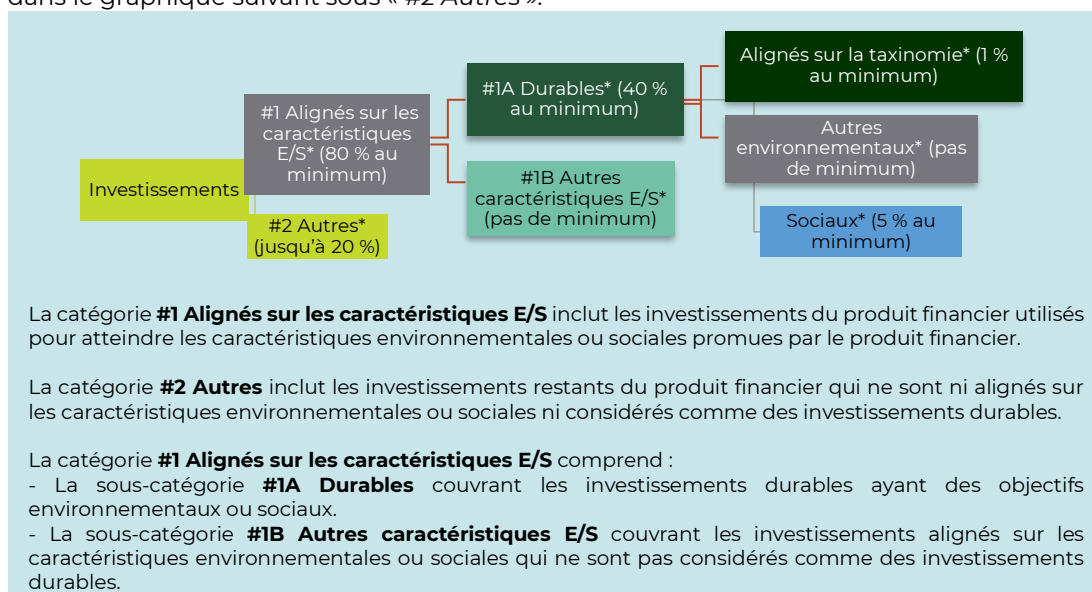 dans le graphique suivant sous « #2 Autres ».
Alignés sur la taxinomie* (1 %
au minimum)
#1A Durables* (40 %
au minimum)
#1 Alignés sur les
caractéristiques
E/S* (80 % au
minimum)
Autres
environnementaux* (pas
de minimum)
Investissements
#1B Autres
caractéristiques E/S*
(pas de minimum)
#2 Autres*
(jusqu'à 20 %)
Sociaux* (5 % au
minimum)
La catégorie #1 Alignés sur les caractéristiques E/S inclut les investissements du produit financier utilisés
pour atteindre les caractéristiques environnementales ou sociales promues par le produit financier.
La catégorie #2 Autres inclut les investissements restants du produit financier qui ne sont ni alignés sur
les caractéristiques environnementales ou sociales ni considérés comme des investissements durables.
La catégorie #1 Alignés sur les caractéristiques E/S comprend :
- La sous-catégorie #1A Durables couvrant les investissements durables ayant des objectifs
environnementaux ou sociaux.
- La sous-catégorie #1B Autres caractéristiques E/S couvrant les investissements alignés sur les
caractéristiques environnementales ou sociales qui ne sont pas considérés comme des investissements
durables.